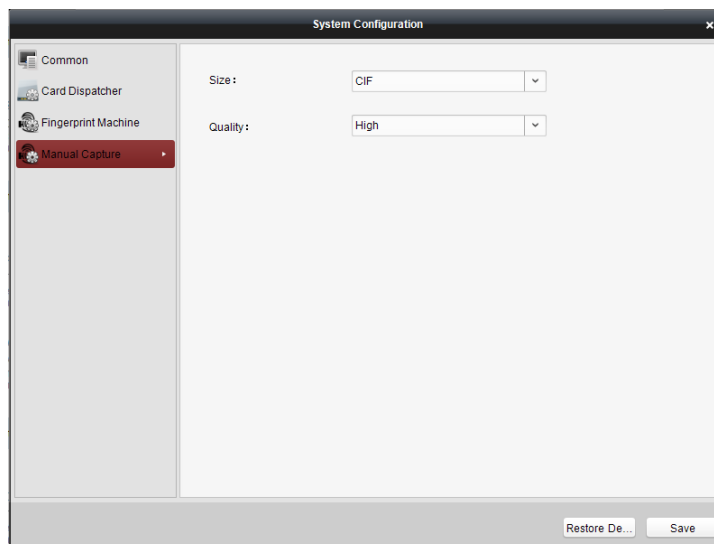 System Configuration
Common
Card Dispatcher
Fingerprint Machine
Manual Capture
Size: CIF
Quality: High
Restore De... Save